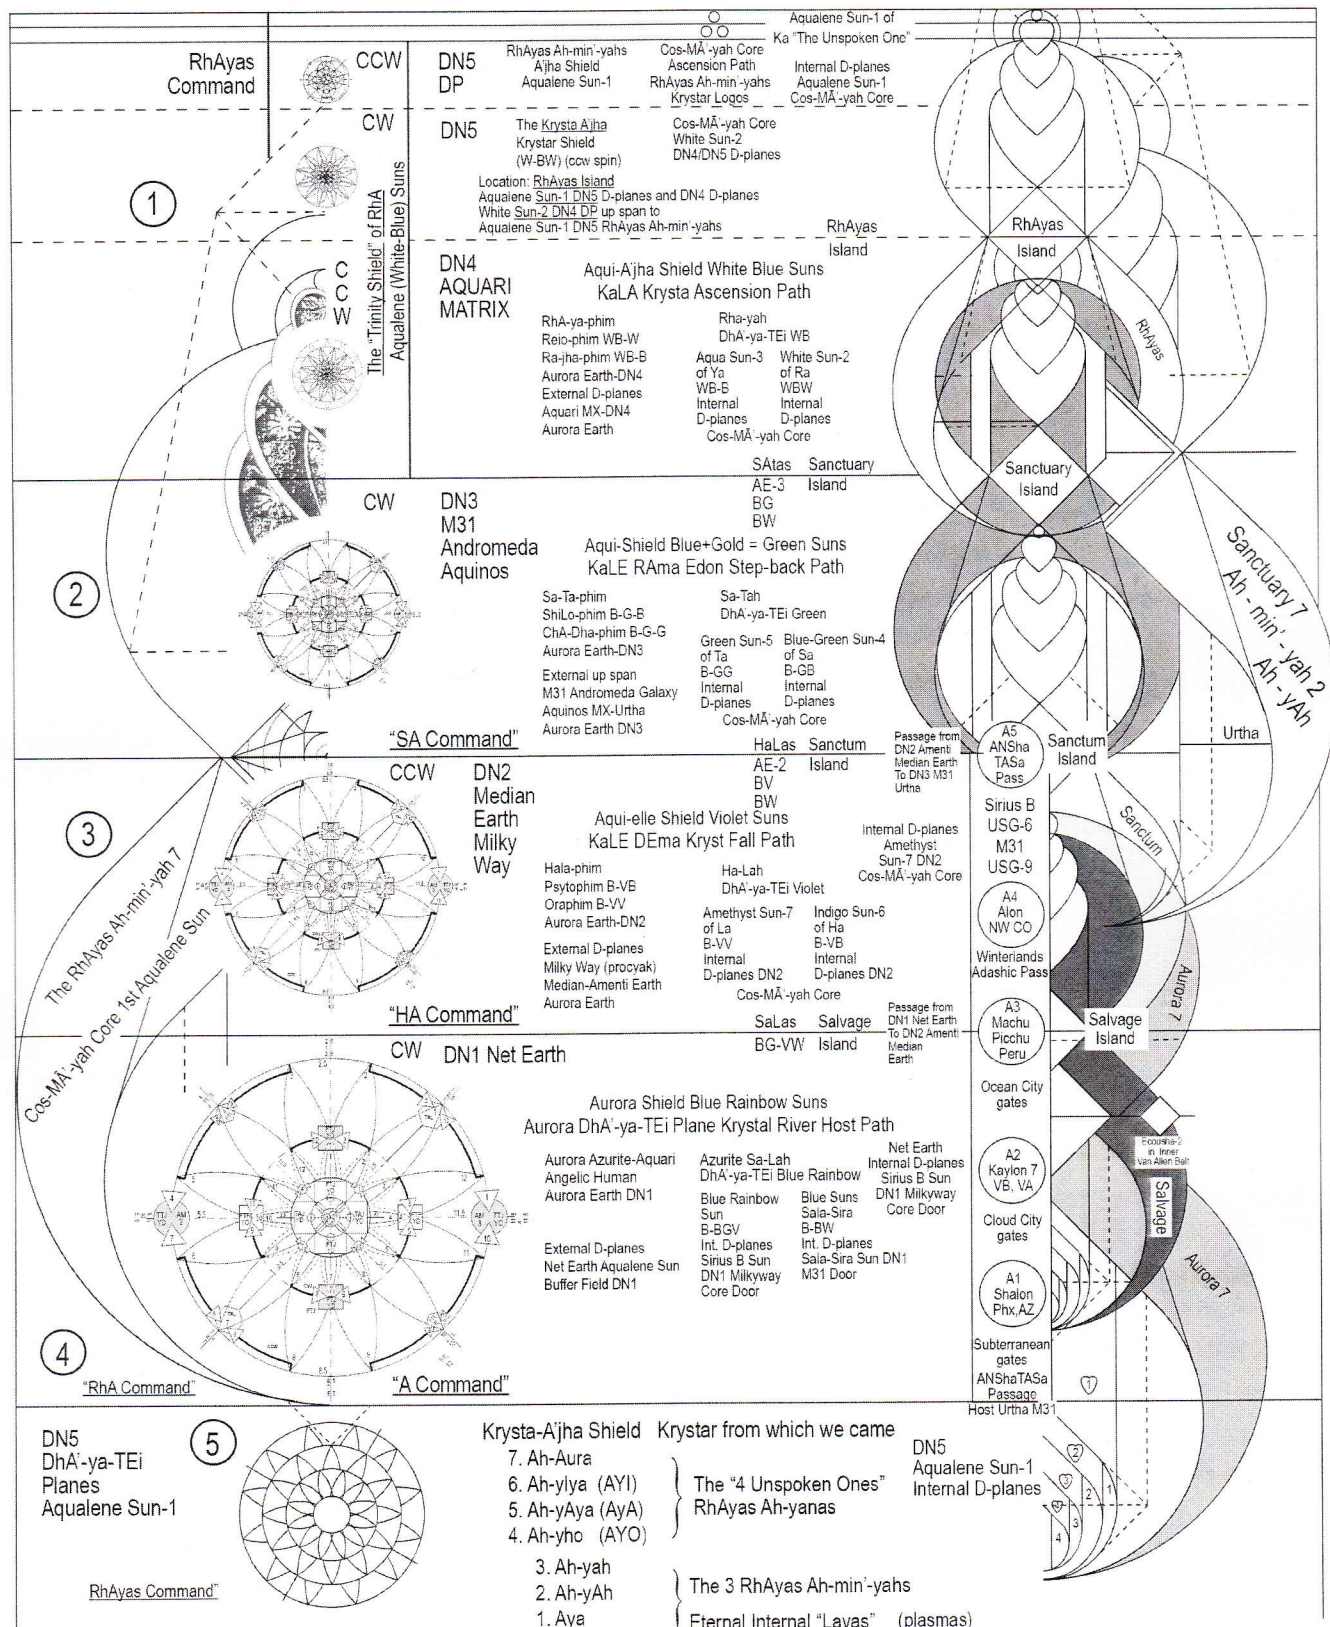 Aqualene Sun-1 of
Ka "The Unspoken One"
RhAyas
Command
CCW
DN5
DP
RhAyas Ah-min'-yahs
A'jha Shield
Aqualene Sun-1
Cos-MĀ'-yah Core
Ascension Path
RhAyas Ah-min'-yahs
Krystar Logos
Internal D-planes
Aqualene Sun-1
Cos-MĀ'-yah Core
CW
DN5
The Krysta A'jha
Krystar Shield
(W-BW) (ccw spin)
Cos-MĀ'-yah Core
White Sun-2
DN4/DN5 D-planes
Location: RhAyas Island
Aqualene Sun-1 DN5 D-planes and DN4 D-planes
White Sun-2 DN4 DP up span to
Aqualene Sun-1 DN5 RhAyas Ah-min'-yahs
1
The "Trinity Shield" of RhA
Aqualene (White-Blue) Suns
RhAyas
Island
RhAyas
Island
RhAyas
C
C
W
DN4
AQUARI
MATRIX
Aqui-A'jha Shield White Blue Suns
KaLA Krysta Ascension Path
RhA-ya-phim
Reio-phim WB-W
Ra-jha-phim WB-B
Aurora Earth-DN4
External D-planes
Aquari MX-DN4
Aurora Earth
Rha-yah
DhA'-ya-TEi WB
Aqua Sun-3
of Ya
WB-B
Internal
D-planes
White Sun-2
of Ra
WBW
Internal
D-planes
Cos-MĀ'-yah Core
SAtas Sanctuary
AE-3 Island
BG
BW
Sanctuary
Island
CW
DN3
M31
Andromeda
Aquinos
Aqui-Shield Blue+Gold = Green Suns
KaLE RAma Edon Step-back Path
2
Sa-Ta-phim
ShiLo-phim B-G-B
ChA-Dha-phim B-G-G
Aurora Earth-DN3
External up span
M31 Andromeda Galaxy
Aquinos MX-Urtha
Aurora Earth DN3
Sa-Tah
DhA'-ya-TEi Green
Green Sun-5
of Ta
B-GG
Internal
D-planes
Blue-Green Sun-4
of Sa
B-GB
Internal
D-planes
Cos-MĀ'-yah Core
Sanctuary 7
Ah - min' - yah 2
Ah - yAh
"SA Command"
HaLas Sanctum
AE-2 Island
BV
BW
Passage from
DN2 Amenti
Median Earth
To DN3 M31
Urtha
A5
ANSha
TASa
Pass
Sanctum
Island
Urtha
CCW
DN2
Median
Earth
Milky
Way
Aqui-elle Shield Violet Suns
KaLE DEma Kryst Fall Path
3
Hala-phim
Psytophim B-VB
Oraphim B-VV
Aurora Earth-DN2
External D-planes
Milky Way (procyak)
Median-Amenti Earth
Aurora Earth
Ha-Lah
DhA'-ya-TEi Violet
Amethyst Sun-7
of La
B-VV
Internal
D-planes DN2
Indigo Sun-6
of Ha
B-VB
Internal
D-planes DN2
Cos-MĀ'-yah Core
Internal D-planes
Amethyst
Sun-7 DN2
Cos-MĀ'-yah Core
Sirius B
USG-6
M31
USG-9
Sanctum
A4
Alon
NW CO
Winterlands
Adashic Pass
Aurora 7
The RhAyas Ah-min'-yah 7
Cos-MĀ'-yah Core 1st Aqualene Sun
"HA Command"
SaLas Salvage
BG-VW Island
Passage from
DN1 Net Earth
To DN2 Amenti
Median
Earth
A3
Machu
Picchu
Peru
Salvage
Island
CW
DN1 Net Earth
Ocean City
gates
Aurora Shield Blue Rainbow Suns
Aurora DhA'-ya-TEi Plane Krystal River Host Path
Aurora Azurite-Aquari
Angelic Human
Aurora Earth DN1
External D-planes
Net Earth Aqualene Sun
Buffer Field DN1
Azurite Sa-Lah
DhA'-ya-TEi Blue Rainbow
Blue Rainbow
Sun
B-BGV
Int. D-planes
Sirius B Sun
DN1 Milkyway
Core Door
Blue Suns
Sala-Sira
B-BW
Int. D-planes
Sala-Sira Sun DN1
M31 Door
Net Earth
Internal D-planes
Sirius B Sun
DN1 Milkyway
Core Door
Ecousha-2
in Inner
Van Allen Belt
Salvage
A2
Kaylon 7
VB, VA
Cloud City
gates
A1
Shalon
Phx,AZ
Aurora 7
Subterranean
gates
ANShaTASa
Passage
Host Urtha M31
4
"RhA Command"
"A Command"
DN5
DhA'-ya-TEi
Planes
Aqualene Sun-1
5
RhAyas Command"
Krysta-A'jha Shield Krystar from which we came
7. Ah-Aura
6. Ah-yIya (AYI)
5. Ah-yAya (AyA)
4. Ah-yho (AYO)
The "4 Unspoken Ones"
RhAyas Ah-yanas
3. Ah-yah
2. Ah-yAh
1. Aya
The 3 RhAyas Ah-min'-yahs
Eternal Internal "Layas" (plasmas)
DN5
Aqualene Sun-1
Internal D-planes
1
2
3
2
1
3
4